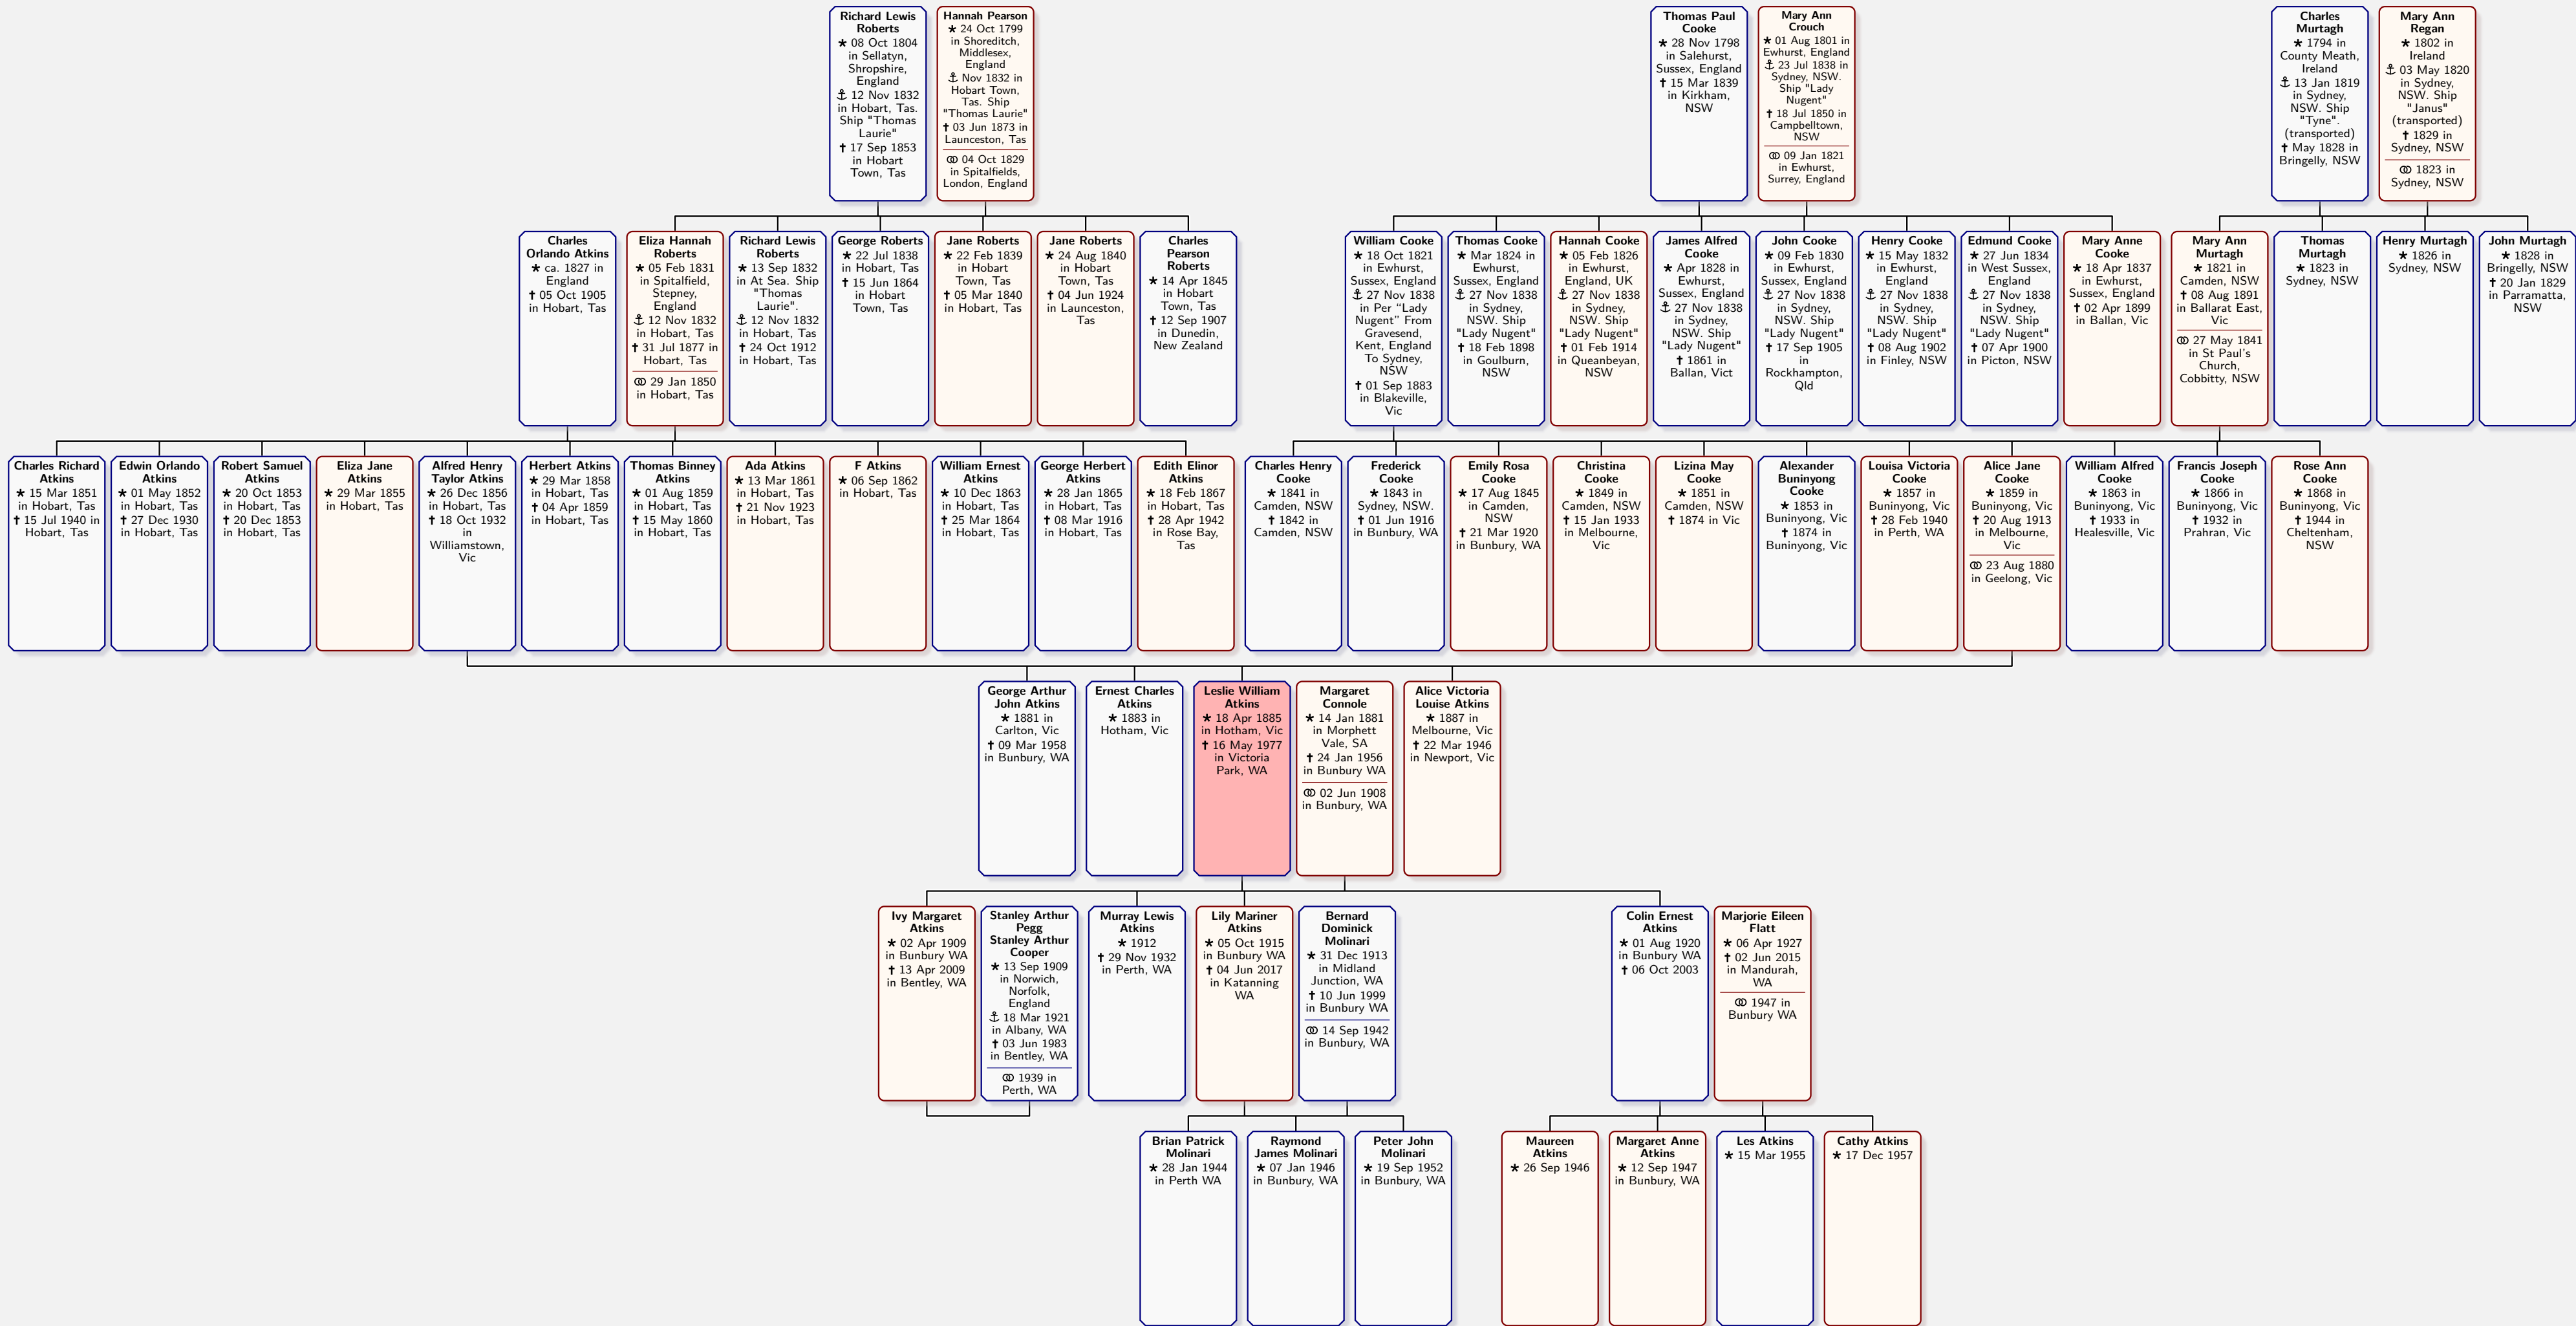 Richard Lewis
Roberts
★ 08 Oct 1804
in Sellatyn,
Shropshire,
England
⚓ 12 Nov 1832
in Hobart, Tas.
Ship "Thomas
Laurie"
✝ 17 Sep 1853
in Hobart
Town, Tas
Hannah Pearson
★ 24 Oct 1799
in Shoreditch,
Middlesex,
England
⚓ Nov 1832 in
Hobart Town,
Tas. Ship
"Thomas Laurie"
✝ 03 Jun 1873 in
Launceston, Tas
⚭ 04 Oct 1829
in Spitalfields,
London, England
Thomas Paul
Cooke
★ 28 Nov 1798
in Salehurst,
Sussex, England
✝ 15 Mar 1839
in Kirkham,
NSW
Mary Ann
Crouch
★ 01 Aug 1801 in
Ewhurst, England
⚓ 23 Jul 1838 in
Sydney, NSW.
Ship "Lady
Nugent"
✝ 18 Jul 1850 in
Campbelltown,
NSW
⚭ 09 Jan 1821
in Ewhurst,
Surrey, England
Charles
Murtagh
★ 1794 in
County Meath,
Ireland
⚓ 13 Jan 1819
in Sydney,
NSW. Ship
"Tyne".
(transported)
✝ May 1828 in
Bringelly, NSW
Mary Ann
Regan
★ 1802 in
Ireland
⚓ 03 May 1820
in Sydney,
NSW. Ship
"Janus"
(transported)
✝ 1829 in
Sydney, NSW
⚭ 1823 in
Sydney, NSW
Charles
Orlando Atkins
★ ca. 1827 in
England
✝ 05 Oct 1905
in Hobart, Tas
Eliza Hannah
Roberts
★ 05 Feb 1831
in Spitalfield,
Stepney,
England
⚓ 12 Nov 1832
in Hobart, Tas
✝ 31 Jul 1877 in
Hobart, Tas
⚭ 29 Jan 1850
in Hobart, Tas
Richard Lewis
Roberts
★ 13 Sep 1832
in At Sea. Ship
"Thomas
Laurie".
⚓ 12 Nov 1832
in Hobart, Tas
✝ 24 Oct 1912
in Hobart, Tas
George Roberts
★ 22 Jul 1838
in Hobart, Tas
✝ 15 Jun 1864
in Hobart
Town, Tas
Jane Roberts
★ 22 Feb 1839
in Hobart
Town, Tas
✝ 05 Mar 1840
in Hobart, Tas
Jane Roberts
★ 24 Aug 1840
in Hobart
Town, Tas
✝ 04 Jun 1924
in Launceston,
Tas
Charles
Pearson
Roberts
★ 14 Apr 1845
in Hobart
Town, Tas
✝ 12 Sep 1907
in Dunedin,
New Zealand
William Cooke
★ 18 Oct 1821
in Ewhurst,
Sussex, England
⚓ 27 Nov 1838
in Per “Lady
Nugent” From
Gravesend,
Kent, England
To Sydney,
NSW
✝ 01 Sep 1883
in Blakeville,
Vic
Thomas Cooke
★ Mar 1824 in
Ewhurst,
Sussex, England
⚓ 27 Nov 1838
in Sydney,
NSW. Ship
"Lady Nugent"
✝ 18 Feb 1898
in Goulburn,
NSW
Hannah Cooke
★ 05 Feb 1826
in Ewhurst,
England, UK
⚓ 27 Nov 1838
in Sydney,
NSW. Ship
"Lady Nugent"
✝ 01 Feb 1914
in Queanbeyan,
NSW
James Alfred
Cooke
★ Apr 1828 in
Ewhurst,
Sussex, England
⚓ 27 Nov 1838
in Sydney,
NSW. Ship
"Lady Nugent"
✝ 1861 in
Ballan, Vict
John Cooke
★ 09 Feb 1830
in Ewhurst,
Sussex, England
⚓ 27 Nov 1838
in Sydney,
NSW. Ship
"Lady Nugent"
✝ 17 Sep 1905
in
Rockhampton,
Qld
Henry Cooke
★ 15 May 1832
in Ewhurst,
England
⚓ 27 Nov 1838
in Sydney,
NSW. Ship
"Lady Nugent"
✝ 08 Aug 1902
in Finley, NSW
Edmund Cooke
★ 27 Jun 1834
in West Sussex,
England
⚓ 27 Nov 1838
in Sydney,
NSW. Ship
"Lady Nugent"
✝ 07 Apr 1900
in Picton, NSW
Mary Anne
Cooke
★ 18 Apr 1837
in Ewhurst,
Sussex, England
✝ 02 Apr 1899
in Ballan, Vic
Mary Ann
Murtagh
★ 1821 in
Camden, NSW
✝ 08 Aug 1891
in Ballarat East,
Vic
⚭ 27 May 1841
in St Paul's
Church,
Cobbitty, NSW
Thomas
Murtagh
★ 1823 in
Sydney, NSW
Henry Murtagh
★ 1826 in
Sydney, NSW
John Murtagh
★ 1828 in
Bringelly, NSW
✝ 20 Jan 1829
in Parramatta,
NSW
Charles Richard
Atkins
★ 15 Mar 1851
in Hobart, Tas
✝ 15 Jul 1940 in
Hobart, Tas
Edwin Orlando
Atkins
★ 01 May 1852
in Hobart, Tas
✝ 27 Dec 1930
in Hobart, Tas
Robert Samuel
Atkins
★ 20 Oct 1853
in Hobart, Tas
✝ 20 Dec 1853
in Hobart, Tas
Eliza Jane
Atkins
★ 29 Mar 1855
in Hobart, Tas
Alfred Henry
Taylor Atkins
★ 26 Dec 1856
in Hobart, Tas
✝ 18 Oct 1932
in
Williamstown,
Vic
Herbert Atkins
★ 29 Mar 1858
in Hobart, Tas
✝ 04 Apr 1859
in Hobart, Tas
Thomas Binney
Atkins
★ 01 Aug 1859
in Hobart, Tas
✝ 15 May 1860
in Hobart, Tas
Ada Atkins
★ 13 Mar 1861
in Hobart, Tas
✝ 21 Nov 1923
in Hobart, Tas
F Atkins
★ 06 Sep 1862
in Hobart, Tas
William Ernest
Atkins
★ 10 Dec 1863
in Hobart, Tas
✝ 25 Mar 1864
in Hobart, Tas
George Herbert
Atkins
★ 28 Jan 1865
in Hobart, Tas
✝ 08 Mar 1916
in Hobart, Tas
Edith Elinor
Atkins
★ 18 Feb 1867
in Hobart, Tas
✝ 28 Apr 1942
in Rose Bay,
Tas
Charles Henry
Cooke
★ 1841 in
Camden, NSW
✝ 1842 in
Camden, NSW
Frederick
Cooke
★ 1843 in
Sydney, NSW.
✝ 01 Jun 1916
in Bunbury, WA
Emily Rosa
Cooke
★ 17 Aug 1845
in Camden,
NSW
✝ 21 Mar 1920
in Bunbury, WA
Christina
Cooke
★ 1849 in
Camden, NSW
✝ 15 Jan 1933
in Melbourne,
Vic
Lizina May
Cooke
★ 1851 in
Camden, NSW
✝ 1874 in Vic
Alexander
Buninyong
Cooke
★ 1853 in
Buninyong, Vic
✝ 1874 in
Buninyong, Vic
Louisa Victoria
Cooke
★ 1857 in
Buninyong, Vic
✝ 28 Feb 1940
in Perth, WA
Alice Jane
Cooke
★ 1859 in
Buninyong, Vic
✝ 20 Aug 1913
in Melbourne,
Vic
⚭ 23 Aug 1880
in Geelong, Vic
William Alfred
Cooke
★ 1863 in
Buninyong, Vic
✝ 1933 in
Healesville, Vic
Francis Joseph
Cooke
★ 1866 in
Buninyong, Vic
✝ 1932 in
Prahran, Vic
Rose Ann
Cooke
★ 1868 in
Buninyong, Vic
✝ 1944 in
Cheltenham,
NSW
George Arthur
John Atkins
★ 1881 in
Carlton, Vic
✝ 09 Mar 1958
in Bunbury, WA
Ernest Charles
Atkins
★ 1883 in
Hotham, Vic
Leslie William
Atkins
★ 18 Apr 1885
in Hotham, Vic
✝ 16 May 1977
in Victoria
Park, WA
Margaret
Connole
★ 14 Jan 1881
in Morphett
Vale, SA
✝ 24 Jan 1956
in Bunbury WA
⚭ 02 Jun 1908
in Bunbury, WA
Alice Victoria
Louise Atkins
★ 1887 in
Melbourne, Vic
✝ 22 Mar 1946
in Newport, Vic
Ivy Margaret
Atkins
★ 02 Apr 1909
in Bunbury WA
✝ 13 Apr 2009
in Bentley, WA
Stanley Arthur
Pegg
Stanley Arthur
Cooper
★ 13 Sep 1909
in Norwich,
Norfolk,
England
⚓ 18 Mar 1921
in Albany, WA
✝ 03 Jun 1983
in Bentley, WA
⚭ 1939 in
Perth, WA
Murray Lewis
Atkins
★ 1912
✝ 29 Nov 1932
in Perth, WA
Lily Mariner
Atkins
★ 05 Oct 1915
in Bunbury WA
✝ 04 Jun 2017
in Katanning
WA
Bernard
Dominick
Molinari
★ 31 Dec 1913
in Midland
Junction, WA
✝ 10 Jun 1999
in Bunbury WA
⚭ 14 Sep 1942
in Bunbury, WA
Colin Ernest
Atkins
★ 01 Aug 1920
in Bunbury WA
✝ 06 Oct 2003
Marjorie Eileen
Flatt
★ 06 Apr 1927
✝ 02 Jun 2015
in Mandurah,
WA
⚭ 1947 in
Bunbury WA
Brian Patrick
Molinari
★ 28 Jan 1944
in Perth WA
Raymond
James Molinari
★ 07 Jan 1946
in Bunbury, WA
Peter John
Molinari
★ 19 Sep 1952
in Bunbury, WA
Maureen
Atkins
★ 26 Sep 1946
Margaret Anne
Atkins
★ 12 Sep 1947
in Bunbury, WA
Les Atkins
★ 15 Mar 1955
Cathy Atkins
★ 17 Dec 1957